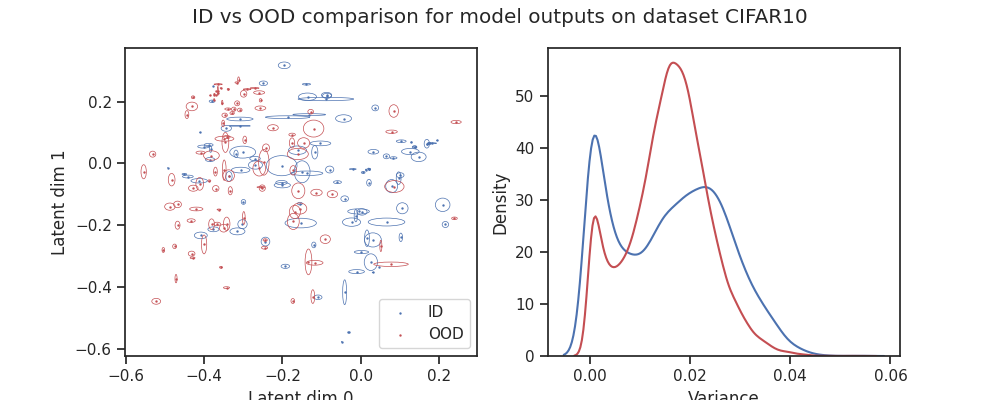 ID vs OOD comparison for model outputs on dataset CIFAR10
Latent dim 1
0.2
0.0
−0.2
−0.4
−0.6
−0.6 −0.4 −0.2 0.0 0.2
Latent dim 0
ID
OOD
Density
50
40
30
20
10
0
0.00 0.02 0.04 0.06
Variance